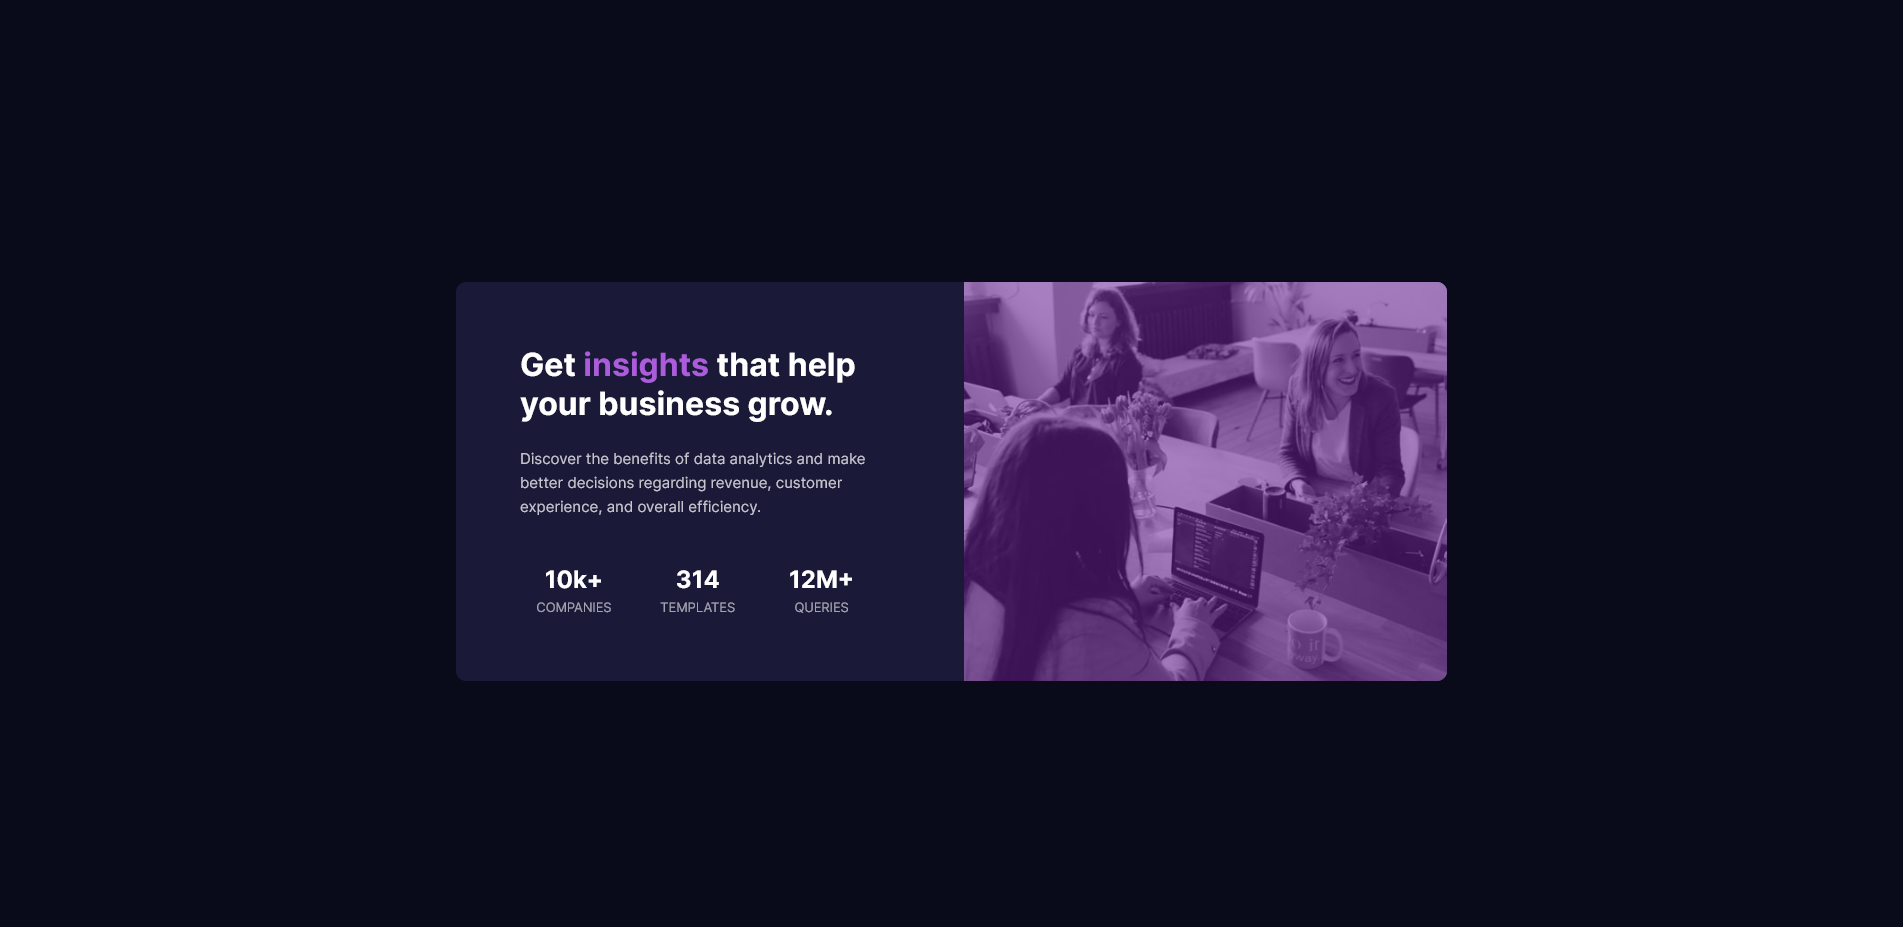 Get insights that help
your business grow.
Discover the benefits of data analytics and make
better decisions regarding revenue, customer
experience, and overall efficiency.
10k+ 314 12M+
COMPANIES TEMPLATES QUERIES